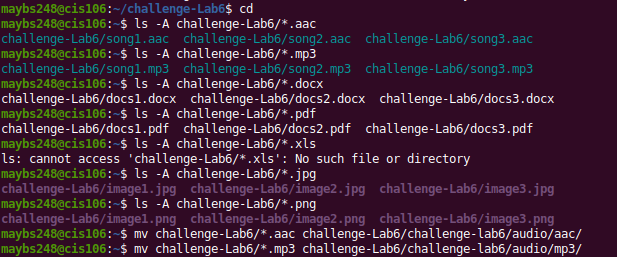 maybs248@cis106:~/challenge-Lab6$ cd
maybs248@cis106:~$ ls -A challenge-Lab6/*.aac
challenge-Lab6/song1.aac  challenge-Lab6/song2.aac  challenge-Lab6/song3.aac
maybs248@cis106:~$ ls -A challenge-Lab6/*.mp3
challenge-Lab6/song1.mp3  challenge-Lab6/song2.mp3  challenge-Lab6/song3.mp3
maybs248@cis106:~$ ls -A challenge-Lab6/*.docx
challenge-Lab6/docs1.docx  challenge-Lab6/docs2.docx  challenge-Lab6/docs3.docx
maybs248@cis106:~$ ls -A challenge-Lab6/*.pdf
challenge-Lab6/docs1.pdf  challenge-Lab6/docs2.pdf  challenge-Lab6/docs3.pdf
maybs248@cis106:~$ ls -A challenge-Lab6/*.xls
ls: cannot access 'challenge-Lab6/*.xls': No such file or directory
maybs248@cis106:~$ ls -A challenge-Lab6/*.jpg
challenge-Lab6/image1.jpg  challenge-Lab6/image2.jpg  challenge-Lab6/image3.jpg
maybs248@cis106:~$ ls -A challenge-Lab6/*.png
challenge-Lab6/image1.png  challenge-Lab6/image2.png  challenge-Lab6/image3.png
maybs248@cis106:~$ mv challenge-Lab6/*.aac challenge-Lab6/challenge-lab6/audio/aac/
maybs248@cis106:~$ mv challenge-Lab6/*.mp3 challenge-Lab6/challenge-lab6/audio/mp3/